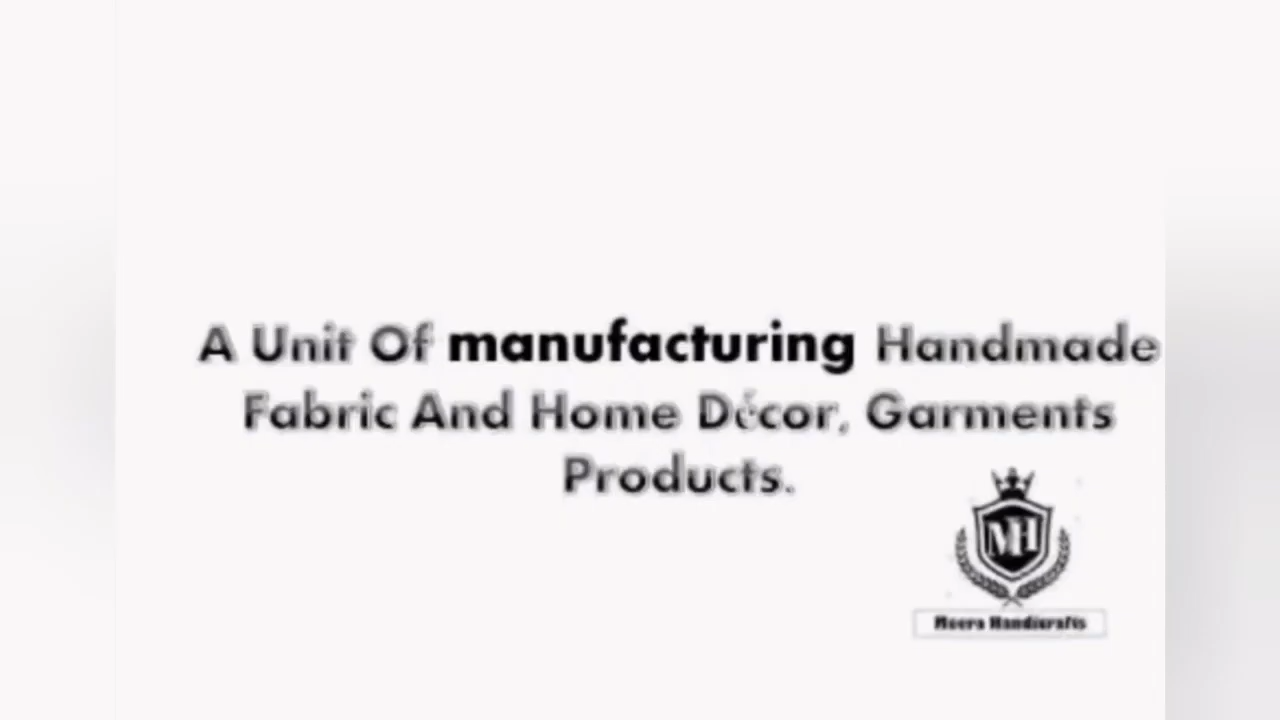 A Unit Of manufacturing Handmade
Fabric And Home Décor, Garments
Products.
MH
Meera Handicrafts